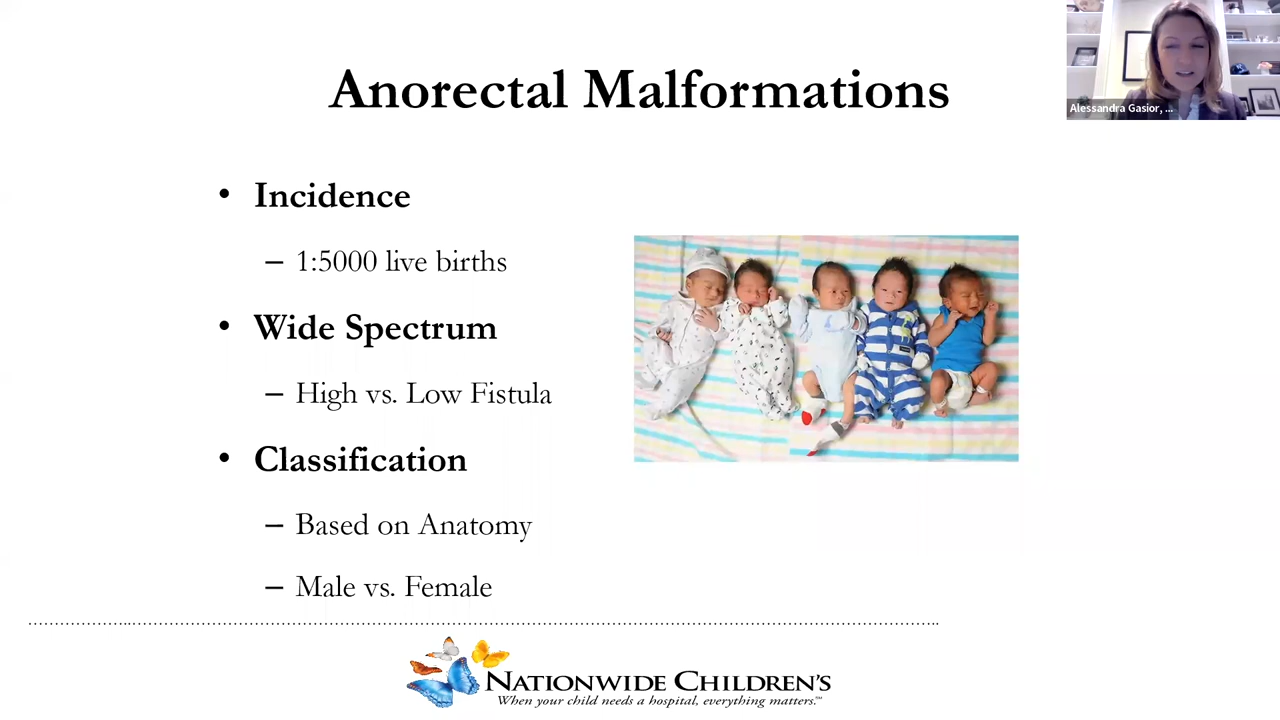 Anorectal Malformations
Alessandra Gasior, ...
• Incidence
– 1:5000 live births
• Wide Spectrum
– High vs. Low Fistula
• Classification
– Based on Anatomy
– Male vs. Female
NATIONWIDE CHILDREN'S
When your child needs a hospital, everything matters.™